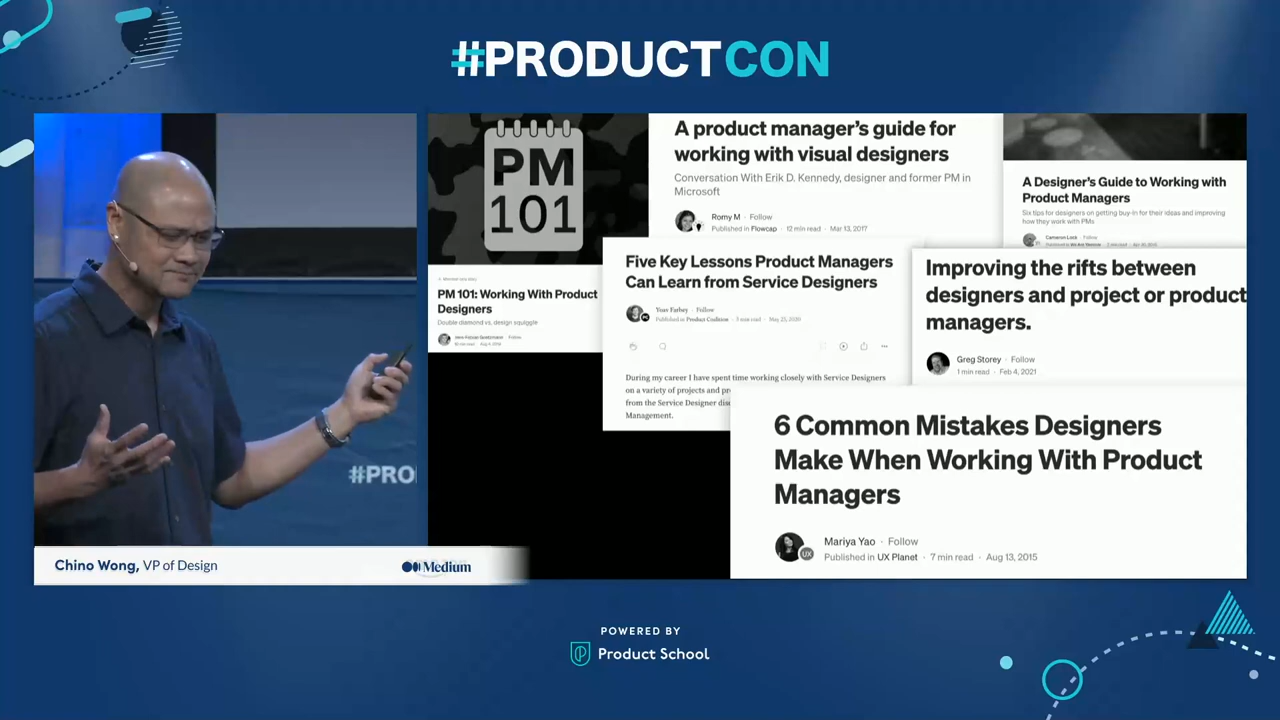 #PRODUCTCON
PM
101
PM 101: Working With Product
Designers
Double diamond vs. design squiggle
A product manager's guide for
working with visual designers
Conversation With Erik D. Kennedy, designer and former PM in
Microsoft
Romy M · Follow
Published in Flowcap · 12 min read · Mar 13, 2017
A Designer's Guide to Working with
Product Managers
Six tips for designers on getting buy-in for their ideas and improving
how they work with PMs
Cameron Lock · Follow
Five Key Lessons Product Managers
Can Learn from Service Designers
Yoav Farbey · Follow
Published in Product Coalition · 3 min read · May 25, 2020
During my career I have spent time working closely with Service Designers
on a variety of projects and pr
from the Service Designer dis
Management.
Improving the rifts between
designers and project or product
managers.
Greg Storey · Follow
1 min read · Feb 4, 2021
6 Common Mistakes Designers
Make When Working With Product
Managers
Mariya Yao · Follow
UX
Published in UX Planet · 7 min read · Aug 13, 2015
#PRO
Chino Wong, VP of Design
Medium
POWERED BY
Product School